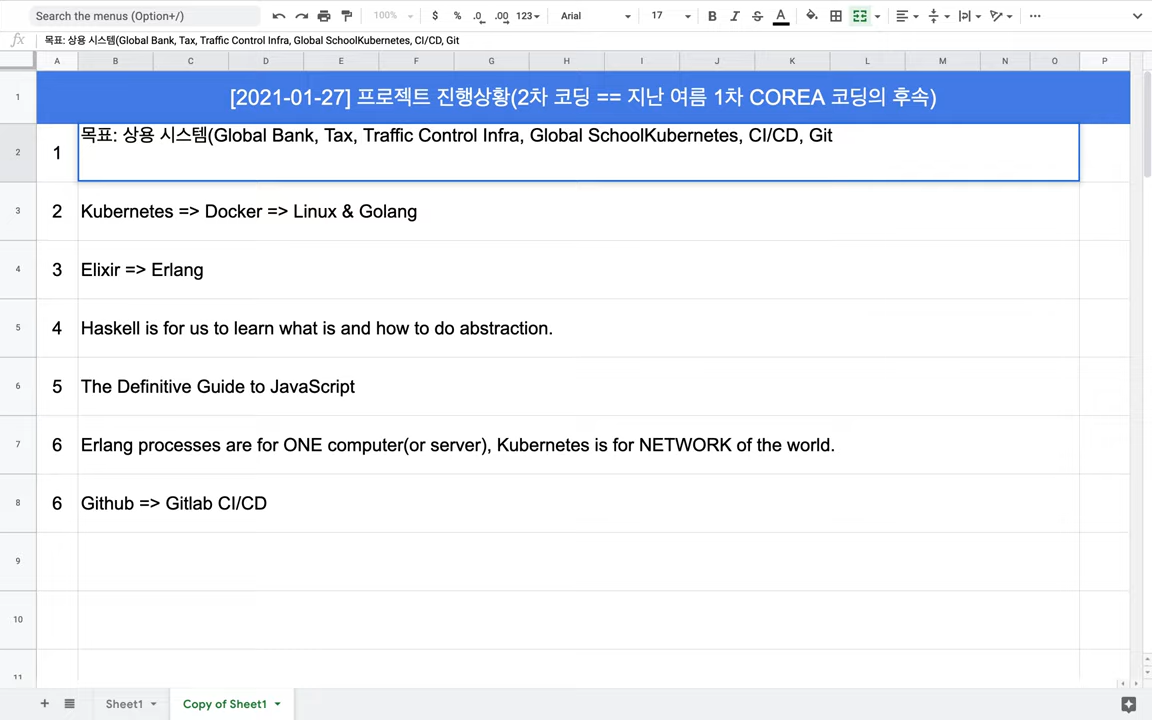 Search the menus (Option+/) 100% $ % .0 .00 123 Arial 17 B I S A
fx 목표: 상용 시스템(Global Bank, Tax, Traffic Control Infra, Global SchoolKubernetes, CI/CD, Git
A B C D E F G H I J K L M N O P
1 [2021-01-27] 프로젝트 진행상황(2차 코딩 == 지난 여름 1차 COREA 코딩의 후속)
2 1 목표: 상용 시스템(Global Bank, Tax, Traffic Control Infra, Global SchoolKubernetes, CI/CD, Git
3 2 Kubernetes => Docker => Linux & Golang
4 3 Elixir => Erlang
5 4 Haskell is for us to learn what is and how to do abstraction.
6 5 The Definitive Guide to JavaScript
7 6 Erlang processes are for ONE computer(or server), Kubernetes is for NETWORK of the world.
8 6 Github => Gitlab CI/CD
9
10
11
Sheet1 Copy of Sheet1